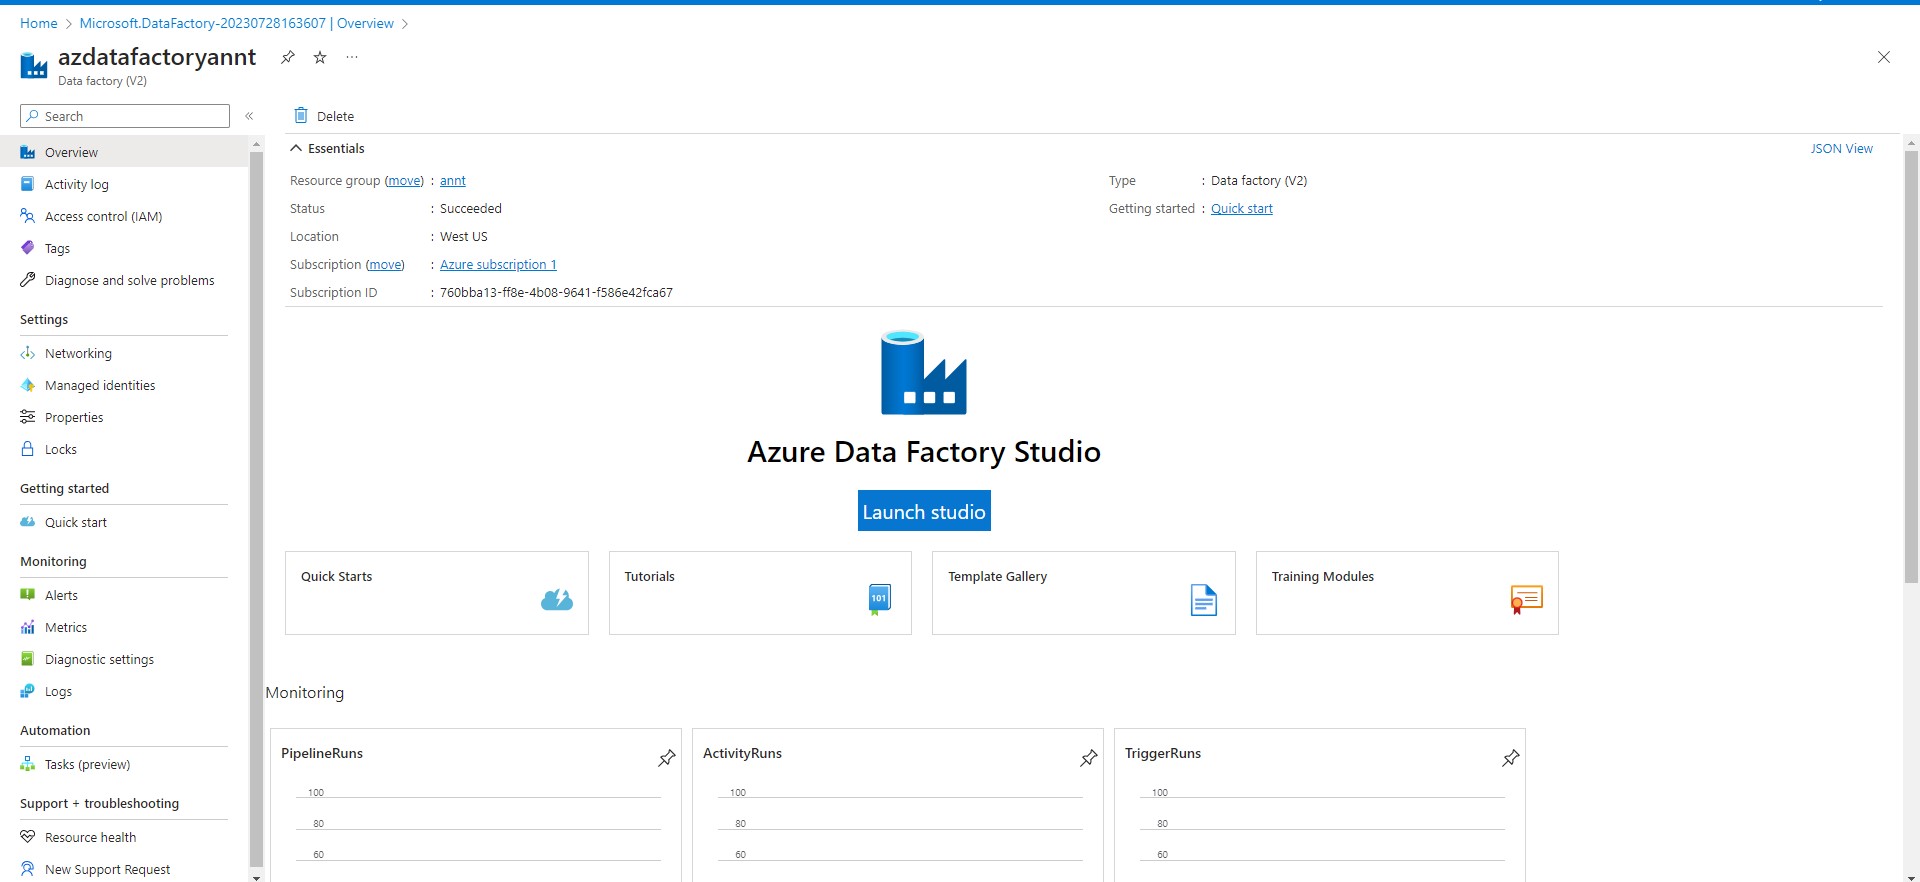 Home > Microsoft.DataFactory-20230728163607 | Overview >
azdatafactoryannt
Data factory (V2)
Search
«
Delete
Overview
Activity log
Access control (IAM)
Tags
Diagnose and solve problems
Settings
Networking
Managed identities
Properties
Locks
Getting started
Quick start
Monitoring
Alerts
Metrics
Diagnostic settings
Logs
Automation
Tasks (preview)
Support + troubleshooting
Resource health
New Support Request
Essentials
JSON View
Resource group (move) : annt
Status : Succeeded
Location : West US
Subscription (move) : Azure subscription 1
Subscription ID : 760bba13-ff8e-4b08-9641-f586e42fca67
Type : Data factory (V2)
Getting started : Quick start
Azure Data Factory Studio
Launch studio
Quick Starts
Tutorials
101
Template Gallery
Training Modules
Monitoring
PipelineRuns
100
80
60
ActivityRuns
100
80
60
TriggerRuns
100
80
60